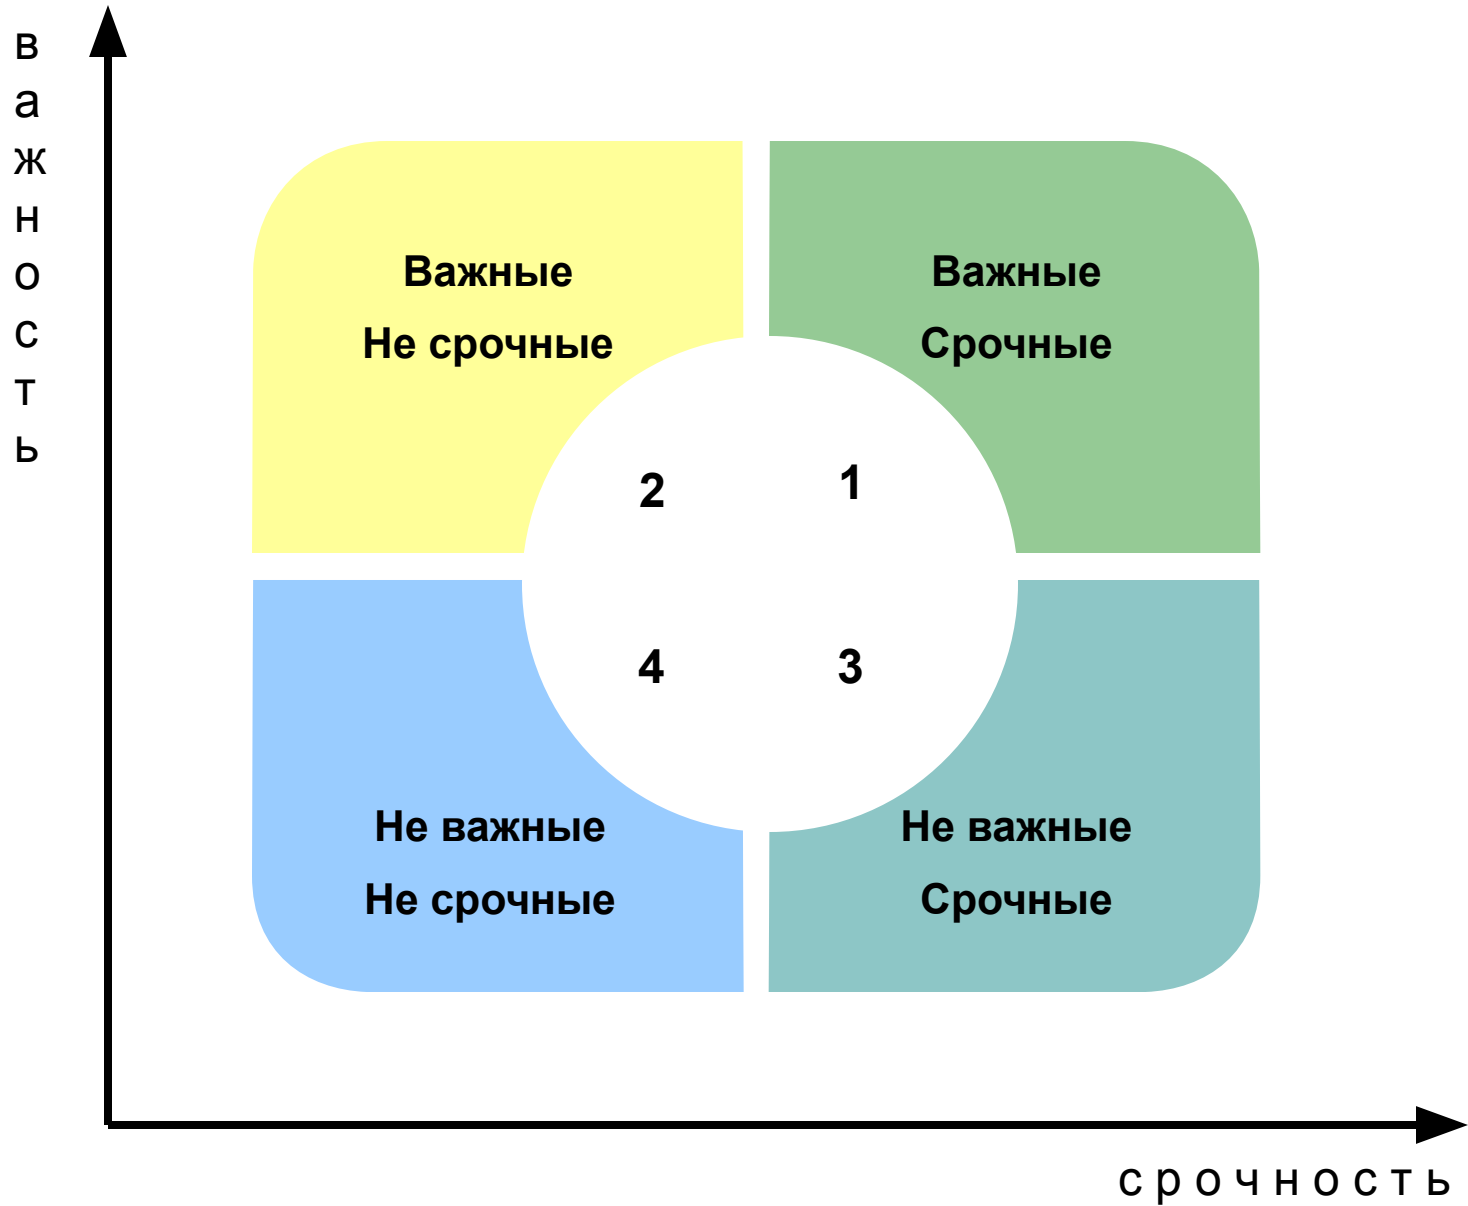 важность
Важные
Не срочные
Важные
Срочные
2
1
4
3
Не важные
Не срочные
Не важные
Срочные
срочность